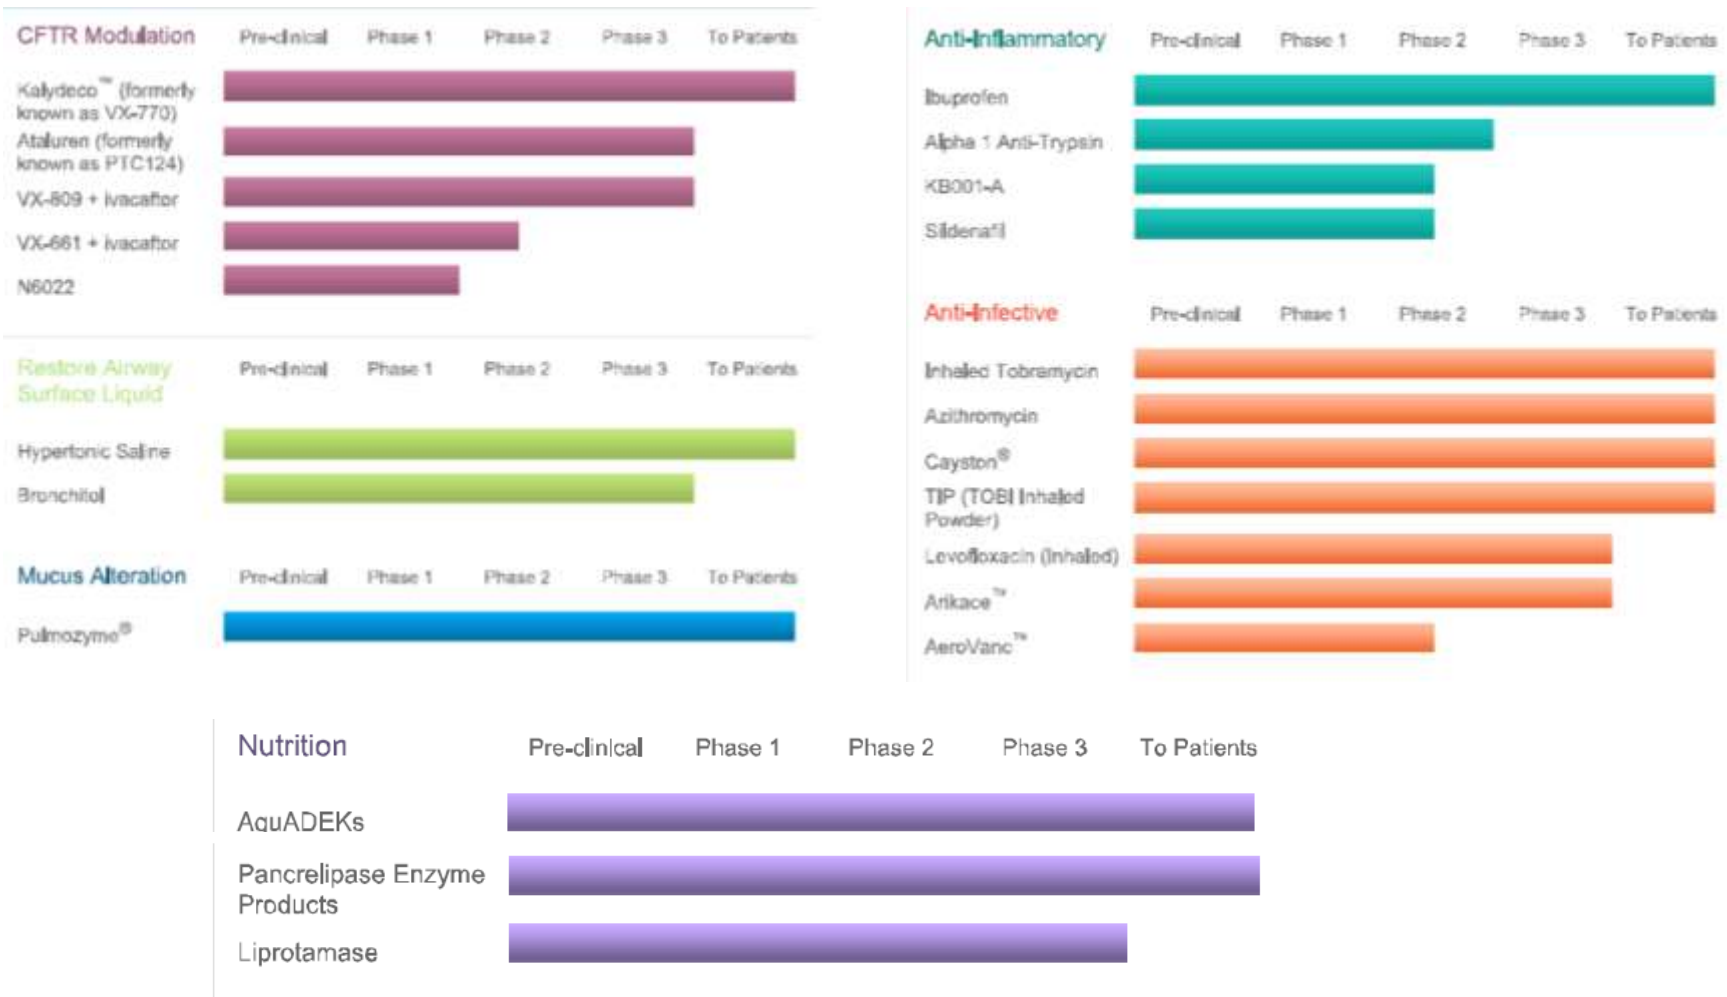 CFTR Modulation Pre-clinical Phase 1 Phase 2 Phase 3 To Patients
Kalydeco™ (formerly
known as VX-770)
Ataluren (formerly
known as PTC124)
VX-809 + ivacaftor
VX-661 + ivacaftor
N6022
Restore Airway
Surface Liquid
Pre-clinical Phase 1 Phase 2 Phase 3 To Patients
Hypertonic Saline
Bronchitol
Mucus Alteration Pre-clinical Phase 1 Phase 2 Phase 3 To Patients
Pulmozyme®
Anti-Inflammatory Pre-clinical Phase 1 Phase 2 Phase 3 To Patients
Ibuprofen
Alpha 1 Anti-Trypsin
KB001-A
Sildenafil
Anti-Infective Pre-clinical Phase 1 Phase 2 Phase 3 To Patients
Inhaled Tobramycin
Azithromycin
Cayston®
TIP (TOBI Inhaled
Powder)
Levofloxacin (Inhaled)
Arikace™
AeroVanc™
Nutrition Pre-clinical Phase 1 Phase 2 Phase 3 To Patients
AquADEKs
Pancrelipase Enzyme
Products
Liprotamase